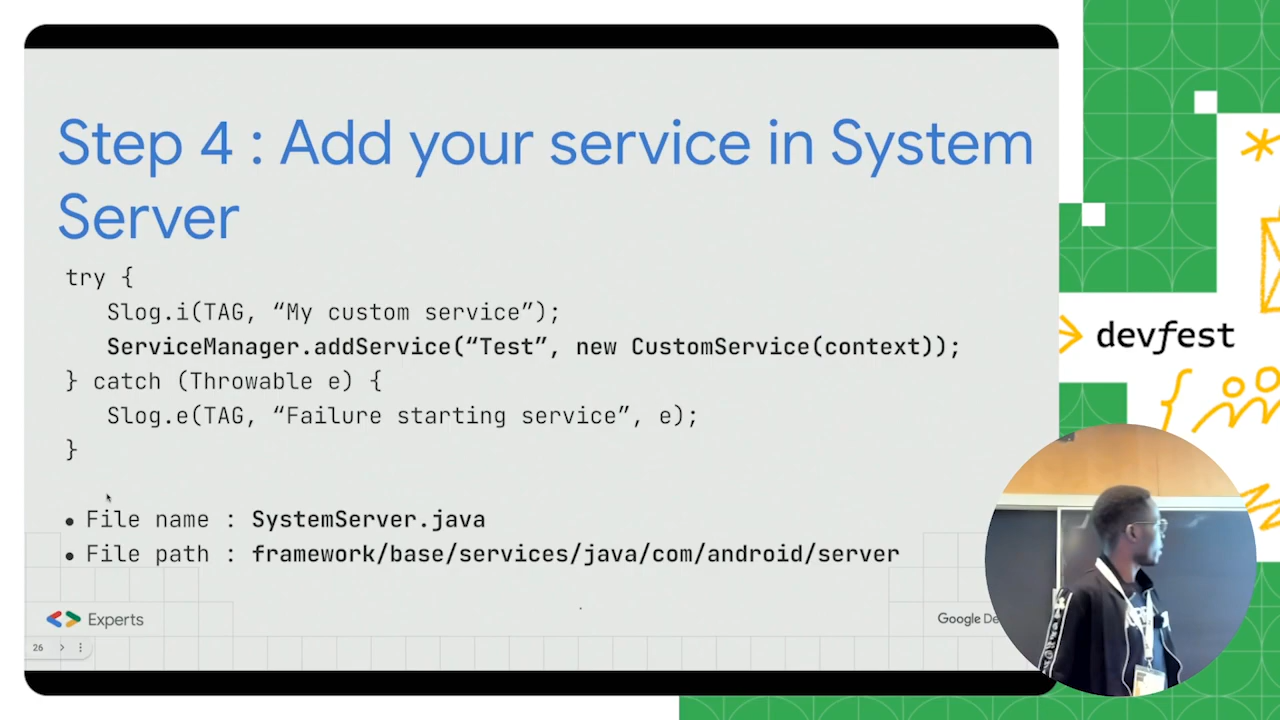 Step 4 : Add your service in System
Server
try {
Slog.i(TAG, “My custom service”);
ServiceManager.addService(“Test”, new CustomService(context));
} catch (Throwable e) {
Slog.e(TAG, “Failure starting service”, e);
}
• File name : SystemServer.java
• File path : framework/base/services/java/com/android/server
Experts
Google De
26
devfest